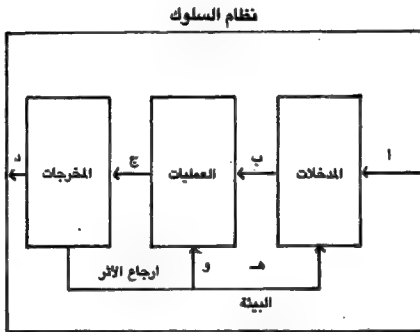 نظام السلوك
أ
المدخلات
ب
العمليات
ج
المخرجات
د
هـ
و
ارجاع الأثر
البيئة